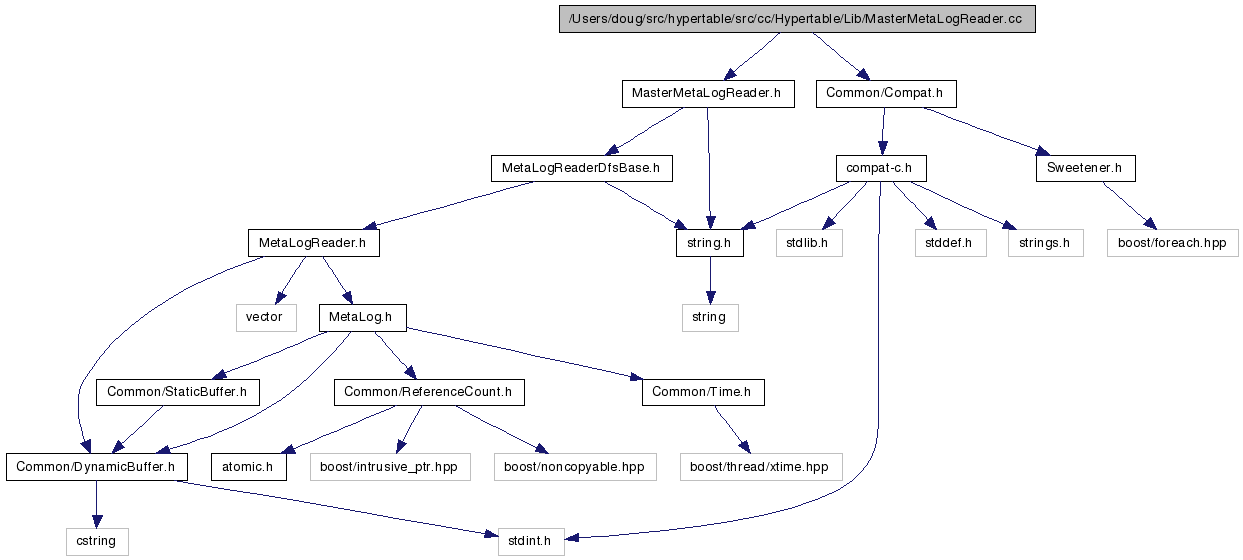 /Users/doug/src/hypertable/src/cc/Hypertable/Lib/MasterMetaLogReader.cc
MasterMetaLogReader.h
Common/Compat.h
MetaLogReaderDfsBase.h
compat-c.h
Sweetener.h
MetaLogReader.h
string.h
stdlib.h
stddef.h
strings.h
boost/foreach.hpp
vector
MetaLog.h
string
Common/StaticBuffer.h
Common/ReferenceCount.h
Common/Time.h
Common/DynamicBuffer.h
atomic.h
boost/intrusive_ptr.hpp
boost/noncopyable.hpp
boost/thread/xtime.hpp
cstring
stdint.h